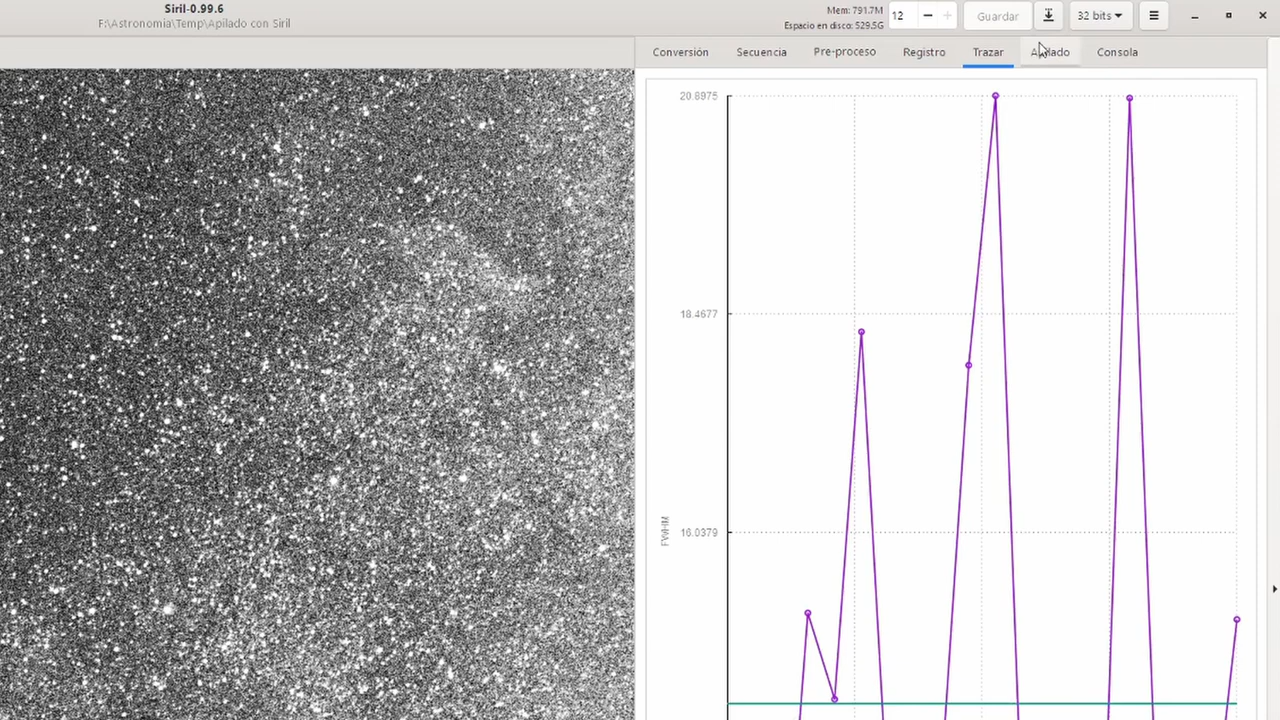 Siril-0.99.6
F:\Astronomia\Temp\Apilado con Siril
Mem: 791.7M
Espacio en disco: 529.5G
12
Guardar
32 bits
Conversión
Secuencia
Pre-proceso
Registro
Trazar
Apilado
Consola
20.8975
18.4677
FWHM
16.0379